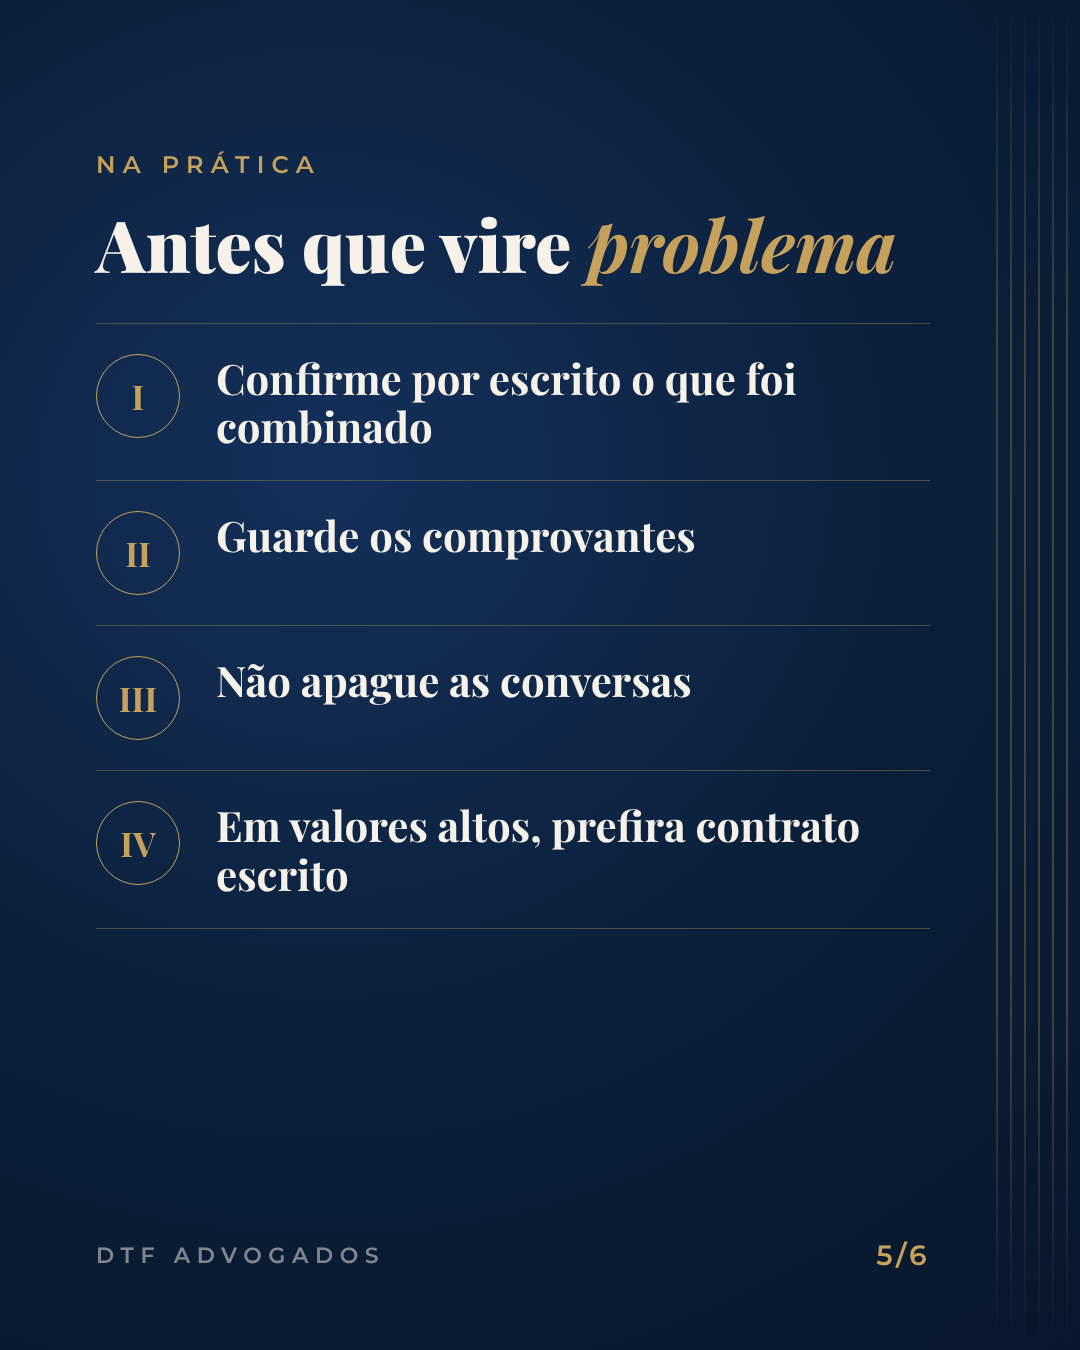 NA PRÁTICA
Antes que vire problema
I
Confirme por escrito o que foi
combinado
II
Guarde os comprovantes
III
Não apague as conversas
IV
Em valores altos, prefira contrato
escrito
DTF ADVOGADOS
5/6